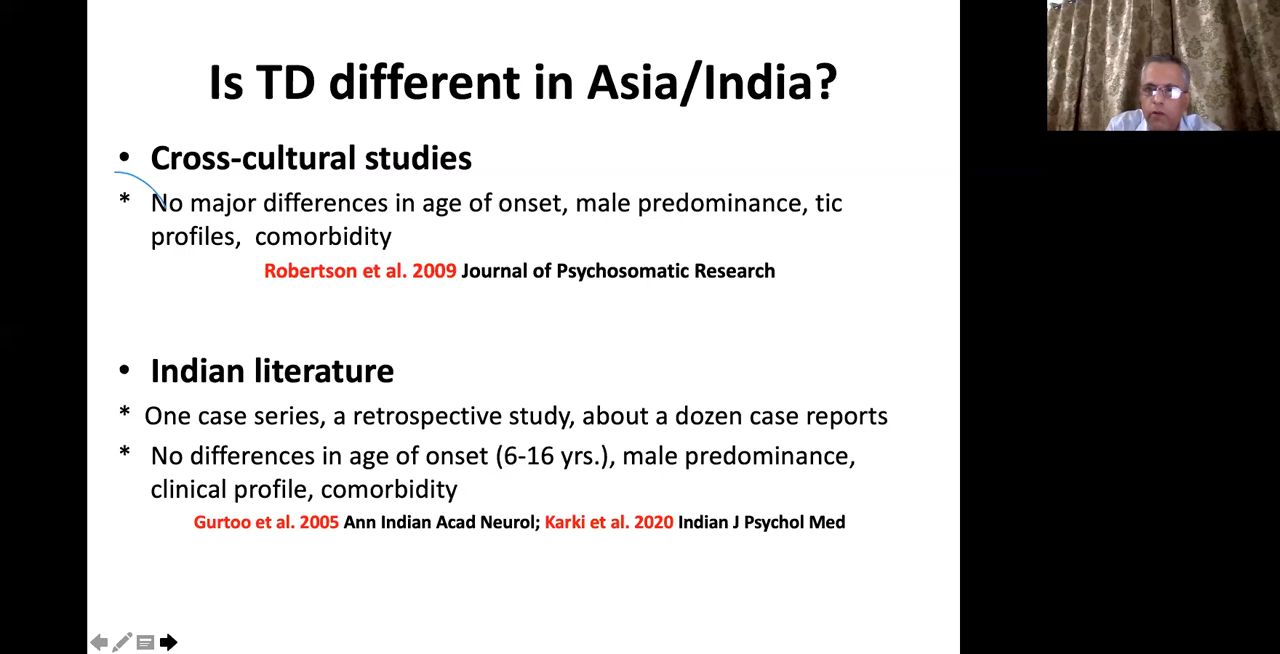 Is TD different in Asia/India?
• Cross-cultural studies
* No major differences in age of onset, male predominance, tic
profiles, comorbidity
Robertson et al. 2009 Journal of Psychosomatic Research
• Indian literature
* One case series, a retrospective study, about a dozen case reports
* No differences in age of onset (6-16 yrs.), male predominance,
clinical profile, comorbidity
Gurtoo et al. 2005 Ann Indian Acad Neurol; Karki et al. 2020 Indian J Psychol Med